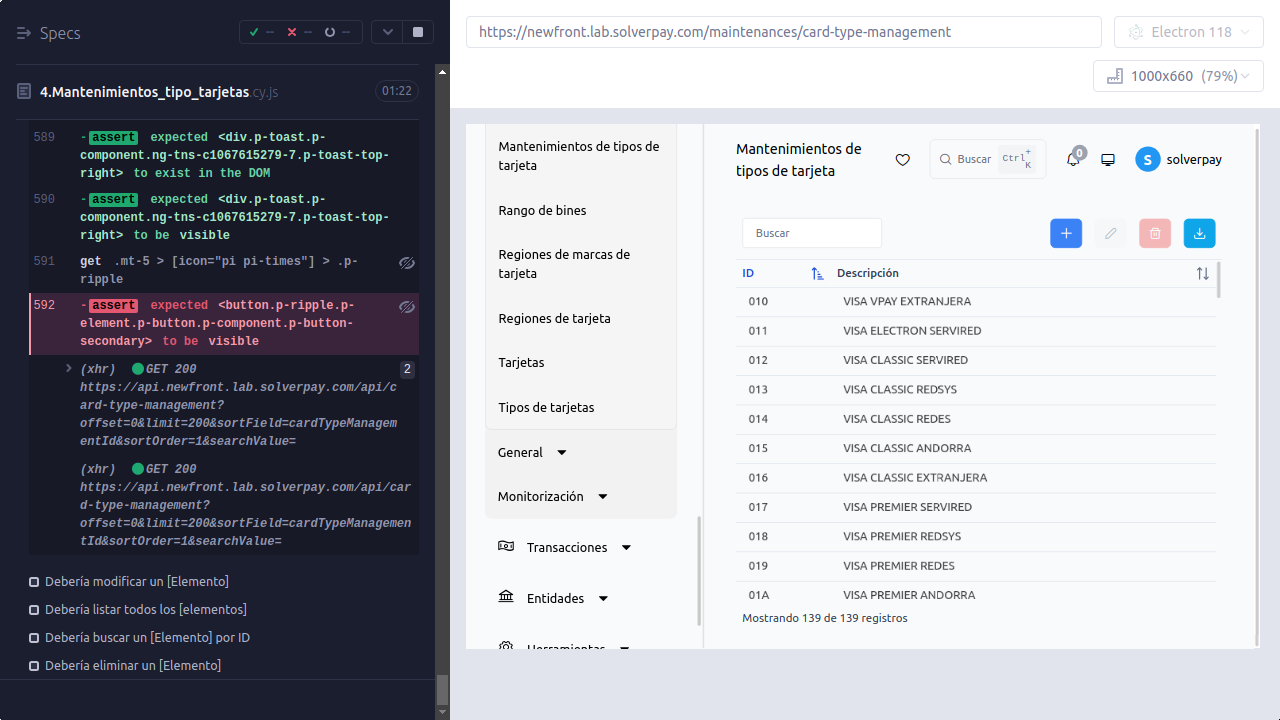 Specs
4.Mantenimientos_tipo_tarjetas.cy.js
01:22
589 - assert expected <div.p-toast.p-
component.ng-tns-c1067615279-7.p-toast-top-
right> to exist in the DOM
590 - assert expected <div.p-toast.p-
component.ng-tns-c1067615279-7.p-toast-top-
right> to be visible
591 get .mt-5 > [icon="pi pi-times"] > .p-
ripple
592 - assert expected <button.p-ripple.p-
element.p-button.p-component.p-button-
secondary> to be visible
(xhr) GET 200
https://api.newfront.lab.solverpay.com/api/c
ard-type-management?
offset=0&limit=200&sortField=cardTypeManagem
entId&sortOrder=1&searchValue=
2
(xhr) GET 200
https://api.newfront.lab.solverpay.com/api/car
d-type-management?
offset=0&limit=200&sortField=cardTypeManagemen
tId&sortOrder=1&searchValue=
Debería modificar un [Elemento]
Debería listar todos los [elementos]
Debería buscar un [Elemento] por ID
Debería eliminar un [Elemento]
https://newfront.lab.solverpay.com/maintenances/card-type-management
Electron 118
1000x660 (79%)
Mantenimientos de tipos de
tarjeta
Rango de bines
Regiones de marcas de
tarjeta
Regiones de tarjeta
Tarjetas
Tipos de tarjetas
General
Monitorización
Transacciones
Entidades
Herramientas
Mantenimientos de
tipos de tarjeta
Buscar
Ctrl+
K
0
S
solverpay
Buscar
ID Descripción
010 VISA VPAY EXTRANJERA
011 VISA ELECTRON SERVIRED
012 VISA CLASSIC SERVIRED
013 VISA CLASSIC REDSYS
014 VISA CLASSIC REDES
015 VISA CLASSIC ANDORRA
016 VISA CLASSIC EXTRANJERA
017 VISA PREMIER SERVIRED
018 VISA PREMIER REDSYS
019 VISA PREMIER REDES
01A VISA PREMIER ANDORRA
Mostrando 139 de 139 registros